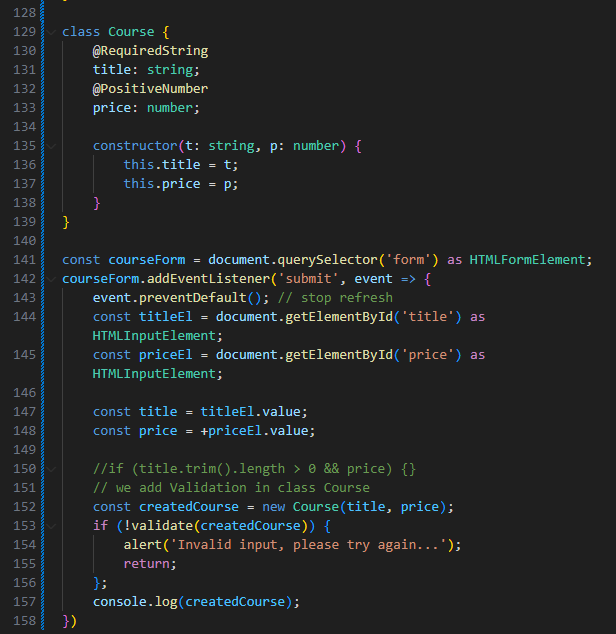 128
129 class Course {
130 @RequiredString
131 title: string;
132 @PositiveNumber
133 price: number;
134
135 constructor(t: string, p: number) {
136 this.title = t;
137 this.price = p;
138 }
139 }
140
141 const courseForm = document.querySelector('form') as HTMLFormElement;
142 courseForm.addEventListener('submit', event => {
143 event.preventDefault(); // stop refresh
144 const titleEl = document.getElementById('title') as
HTMLInputElement;
145 const priceEl = document.getElementById('price') as
HTMLInputElement;
146
147 const title = titleEl.value;
148 const price = +priceEl.value;
149
150 //if (title.trim().length > 0 && price) {}
151 // we add Validation in class Course
152 const createdCourse = new Course(title, price);
153 if (!validate(createdCourse)) {
154 alert('Invalid input, please try again...');
155 return;
156 };
157 console.log(createdCourse);
158 })